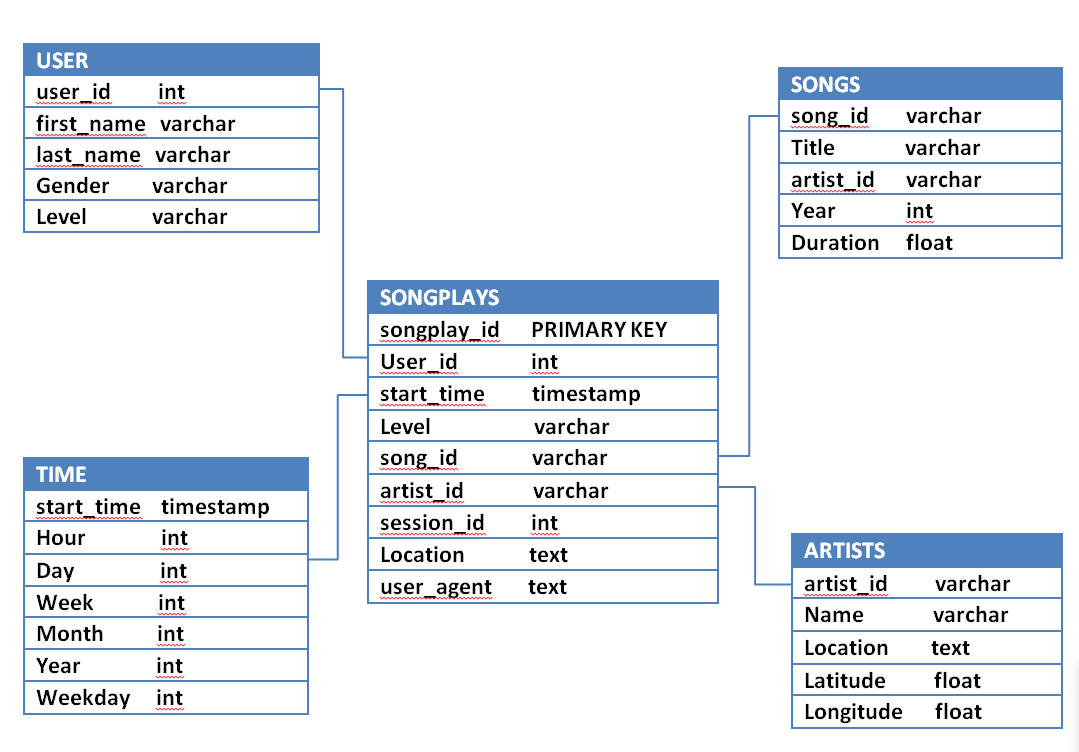 USER
user_id int
first_name varchar
last_name varchar
Gender varchar
Level varchar
SONGS
song_id varchar
Title varchar
artist_id varchar
Year int
Duration float
SONGPLAYS
songplay_id PRIMARY KEY
User_id int
start_time timestamp
Level varchar
song_id varchar
artist_id varchar
session_id int
Location text
user_agent text
TIME
start_time timestamp
Hour int
Day int
Week int
Month int
Year int
Weekday int
ARTISTS
artist_id varchar
Name varchar
Location text
Latitude float
Longitude float